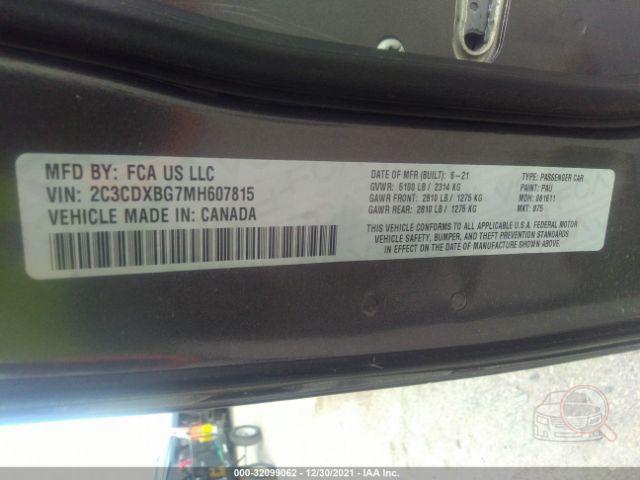 MFD BY: FCA US LLC
VIN: 2C3CDXBG7MH607815
VEHICLE MADE IN: CANADA
DATE OF MFR (BUILT): 6-21
GVWR: 5100 LB / 2314 KG
GAWR FRONT: 2810 LB / 1275 KG
GAWR REAR: 2810 LB / 1275 KG
TYPE: PASSENGER CAR
PAINT: PAU
MDH: 061611
MKT: 875
THIS VEHICLE CONFORMS TO ALL APPLICABLE U.S.A. FEDERAL MOTOR
VEHICLE SAFETY, BUMPER, AND THEFT PREVENTION STANDARDS
IN EFFECT ON THE DATE OF MANUFACTURE SHOWN ABOVE.
000-32099062 - 12/30/2021 - IAA Inc.